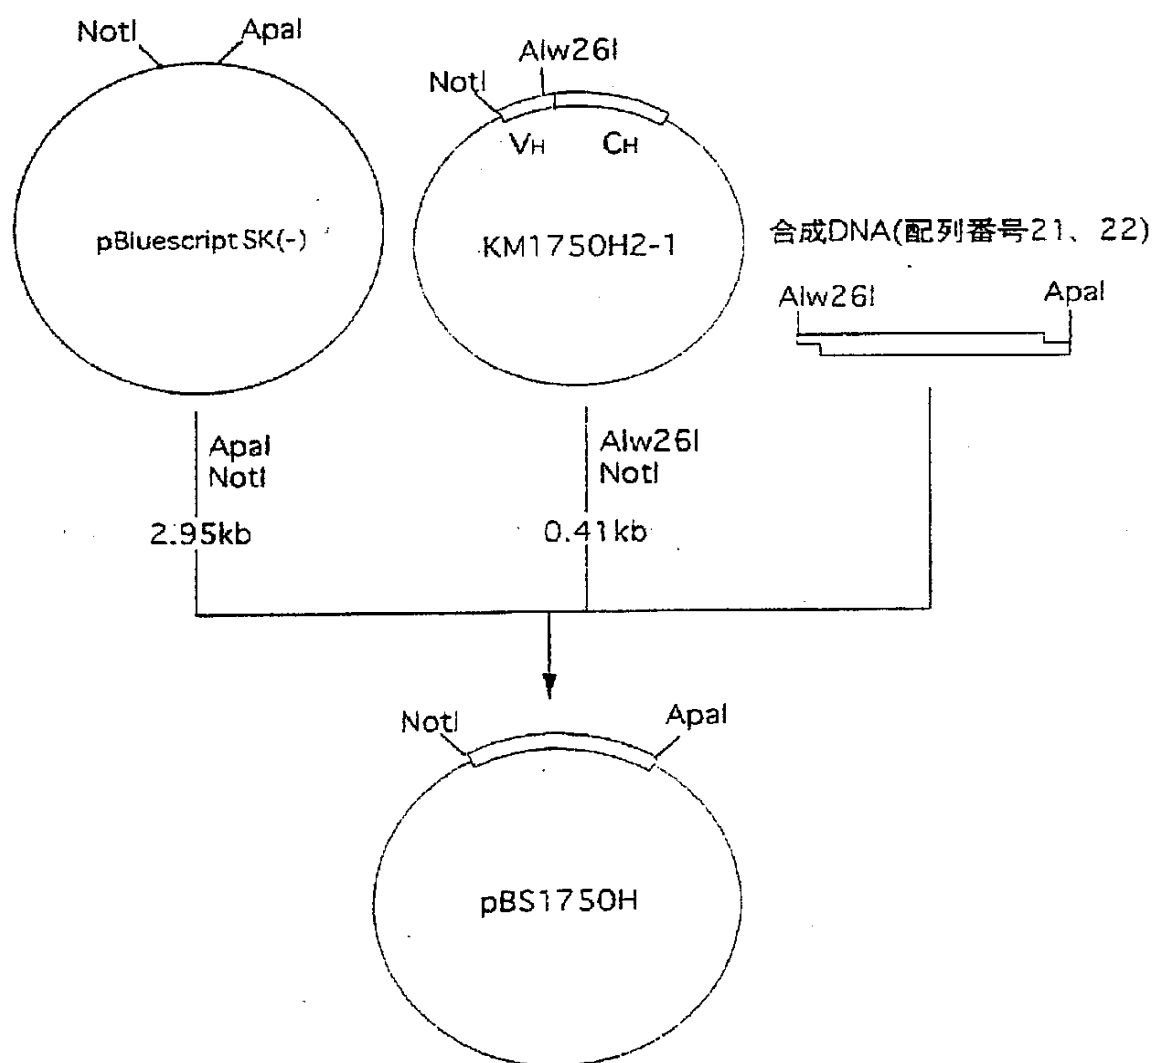 NotI
ApaI
pBluescript SK(-)
NotI
Alw26I
VH
CH
KM1750H2-1
合成DNA(配列番号21、22)
Alw26I
ApaI
ApaI
NotI
2.95kb
Alw26I
NotI
0.41kb
NotI
ApaI
pBS1750H